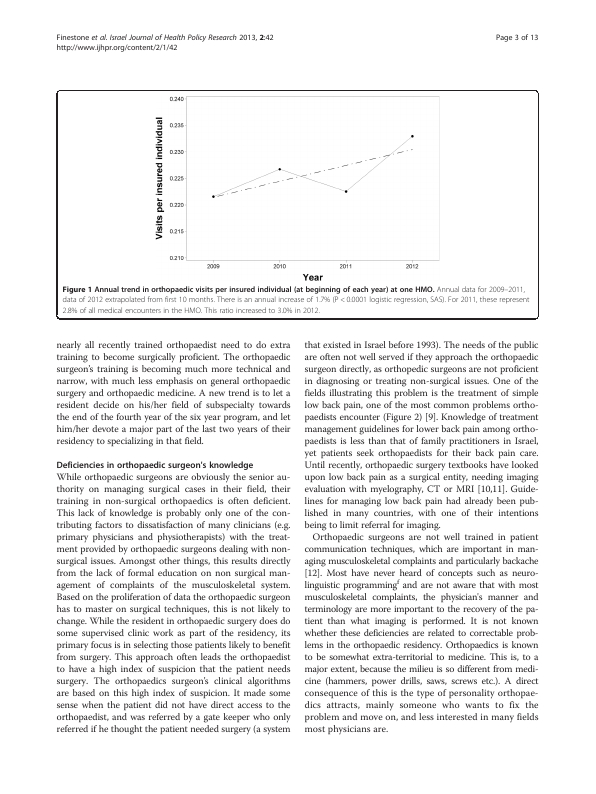 Finestone et al. Israel Journal of Health Policy Research 2013, 2:42
Page 3 of 13
http://www.ijhpr.org/content/2/1/42
0.240
0.235
0.230
0.225
0.220
0.215
0.210
Visits per insured individual
2009 2010 2011 2012
Year
Figure 1 Annual trend in orthopaedic visits per insured individual (at beginning of each year) at one HMO. Annual data for 2009–2011,
data of 2012 extrapolated from first 10 months. There is an annual increase of 1.7% (P < 0.0001 logistic regression, SAS). For 2011, these represent
2.8% of all medical encounters in the HMO. This ratio increased to 3.0% in 2012.
nearly all recently trained orthopaedist need to do extra
training to become surgically proficient. The orthopaedic
surgeon's training is becoming much more technical and
narrow, with much less emphasis on general orthopaedic
surgery and orthopaedic medicine. A new trend is to let a
resident decide on his/her field of subspecialty towards
the end of the fourth year of the six year program, and let
him/her devote a major part of the last two years of their
residency to specializing in that field.
Deficiencies in orthopaedic surgeon's knowledge
While orthopaedic surgeons are obviously the senior au-
thority on managing surgical cases in their field, their
training in non-surgical orthopaedics is often deficient.
This lack of knowledge is probably only one of the con-
tributing factors to dissatisfaction of many clinicians (e.g.
primary physicians and physiotherapists) with the treat-
ment provided by orthopaedic surgeons dealing with non-
surgical issues. Amongst other things, this results directly
from the lack of formal education on non surgical man-
agement of complaints of the musculoskeletal system.
Based on the proliferation of data the orthopaedic surgeon
has to master on surgical techniques, this is not likely to
change. While the resident in orthopaedic surgery does do
some supervised clinic work as part of the residency, its
primary focus is in selecting those patients likely to benefit
from surgery. This approach often leads the orthopaedist
to have a high index of suspicion that the patient needs
surgery. The orthopaedics surgeon's clinical algorithms
are based on this high index of suspicion. It made some
sense when the patient did not have direct access to the
orthopaedist, and was referred by a gate keeper who only
referred if he thought the patient needed surgery (a system
that existed in Israel before 1993). The needs of the public
are often not well served if they approach the orthopaedic
surgeon directly, as orthopedic surgeons are not proficient
in diagnosing or treating non-surgical issues. One of the
fields illustrating this problem is the treatment of simple
low back pain, one of the most common problems ortho-
paedists encounter (Figure 2) [9]. Knowledge of treatment
management guidelines for lower back pain among ortho-
paedists is less than that of family practitioners in Israel,
yet patients seek orthopaedists for their back pain care.
Until recently, orthopaedic surgery textbooks have looked
upon low back pain as a surgical entity, needing imaging
evaluation with myelography, CT or MRI [10,11]. Guide-
lines for managing low back pain had already been pub-
lished in many countries, with one of their intentions
being to limit referral for imaging.
Orthopaedic surgeons are not well trained in patient
communication techniques, which are important in man-
aging musculoskeletal complaints and particularly backache
[12]. Most have never heard of concepts such as neuro-
linguistic programming^f and are not aware that with most
musculoskeletal complaints, the physician's manner and
terminology are more important to the recovery of the pa-
tient than what imaging is performed. It is not known
whether these deficiencies are related to correctable prob-
lems in the orthopaedic residency. Orthopaedics is known
to be somewhat extra-territorial to medicine. This is, to a
major extent, because the milieu is so different from medi-
cine (hammers, power drills, saws, screws etc.). A direct
consequence of this is the type of personality orthopae-
dics attracts, mainly someone who wants to fix the
problem and move on, and less interested in many fields
most physicians are.